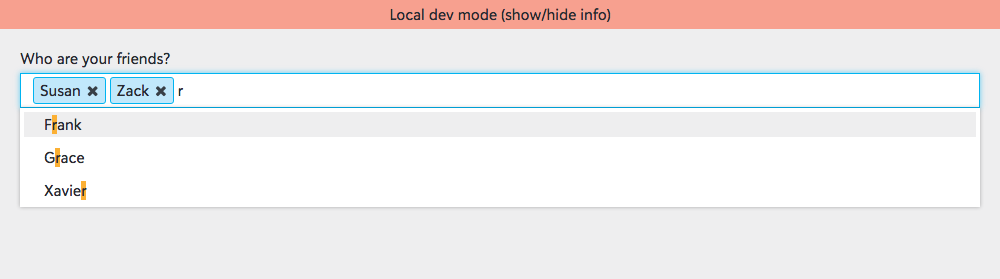 Local dev mode (show/hide info)
Who are your friends?
Susan ✖ Zack ✖ r
Frank
Grace
Xavier